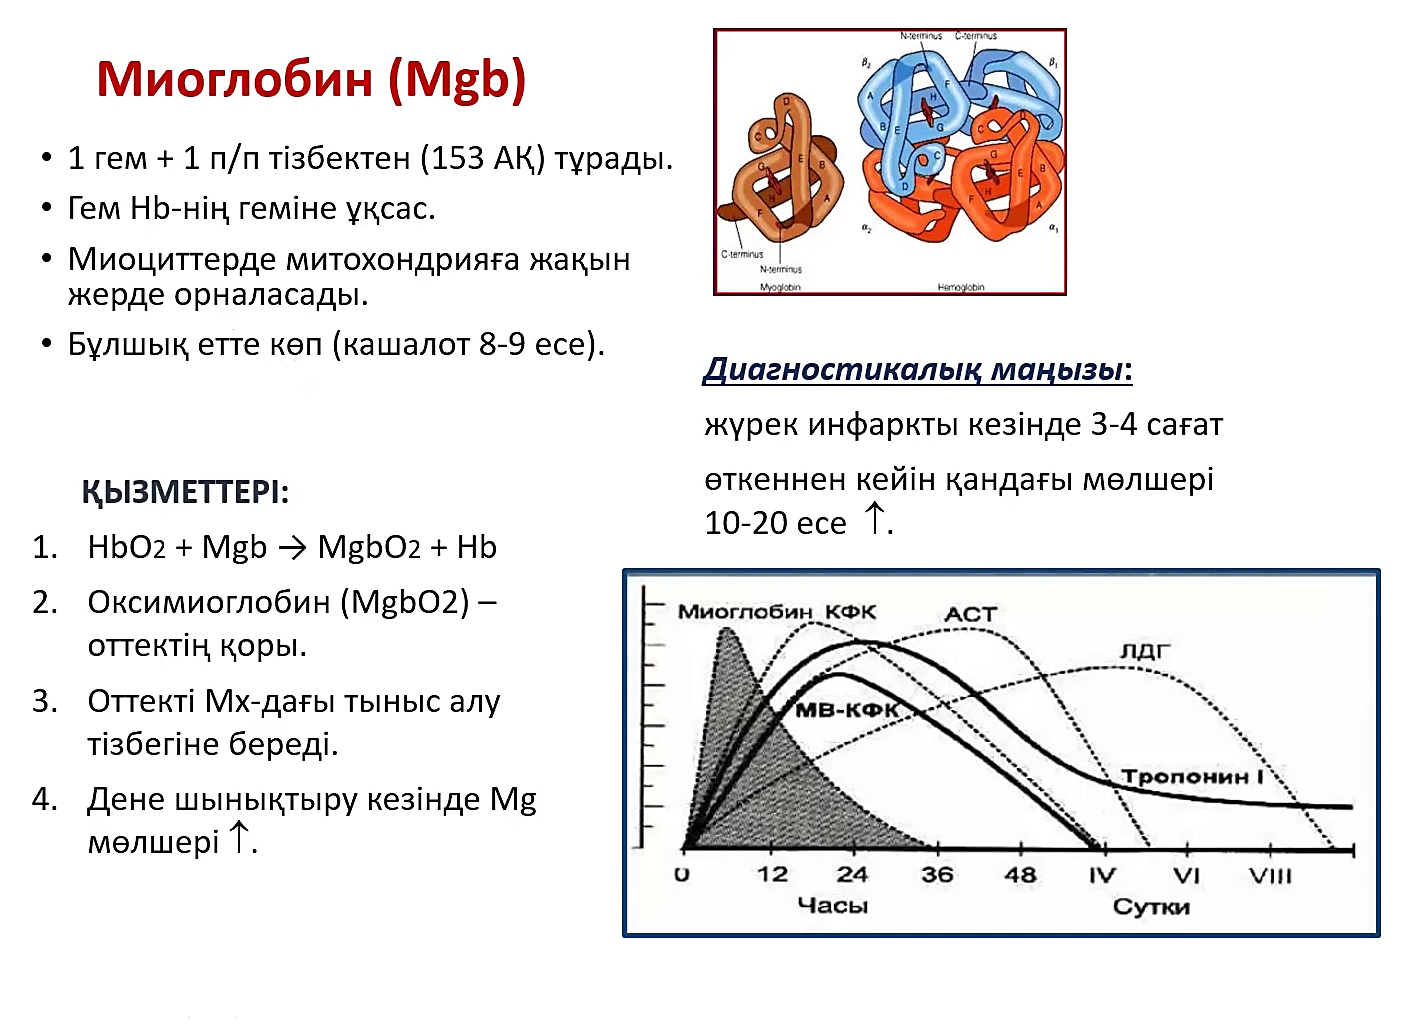 Миоглобин (Mgb)
• 1 гем + 1 п/п тізбектен (153 АҚ) тұрады.
• Гем Hb-нің геміне ұқсас.
• Миоциттерде митохондрияға жақын
жерде орналасады.
• Бұлшық етте көп (кашалот 8-9 есе).
ҚЫЗМЕТТЕРІ:
1. HbO2 + Mgb → MgbO2 + Hb
2. Оксимиоглобин (MgbO2) –
оттектің қоры.
3. Оттекті Мх-дағы тыныс алу
тізбегіне береді.
4. Дене шынықтыру кезінде Mg
мөлшері ↑.
N-terminus C-terminus
β2 β1
D
C
G E B
H A
F
A F
H
B E G
C
D
C D
G E B
H
F A
α2 α1
C-terminus
N-terminus
Myoglobin Hemoglobin
Диагностикалық маңызы:
жүрек инфаркты кезінде 3-4 сағат
өткеннен кейін қандағы мөлшері
10-20 есе ↑.
Миоглобин КФК АСТ
ЛДГ
МВ-КФК
Тропонин I
0 12 24 36 48 IV VI VIII
Часы Сутки